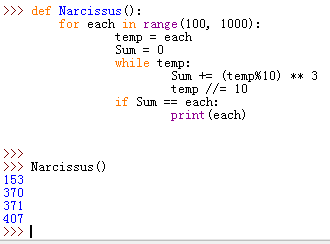 >>> def Narcissus():
        for each in range(100, 1000):
                temp = each
                Sum = 0
                while temp:
                        Sum += (temp%10) ** 3
                        temp //= 10
                if Sum == each:
                        print(each)
>>>
>>> Narcissus()
153
370
371
407
>>>